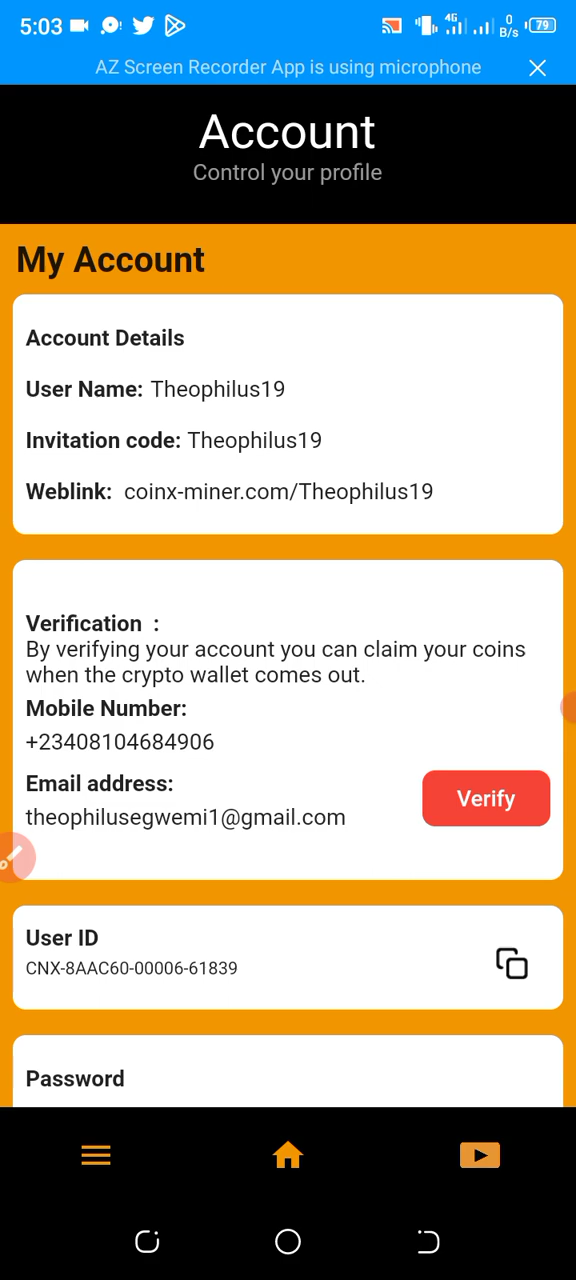 5:03
4G
0
B/s
79
AZ Screen Recorder App is using microphone
Account
Control your profile
My Account
Account Details
User Name: Theophilus19
Invitation code: Theophilus19
Weblink: coinx-miner.com/Theophilus19
Verification :
By verifying your account you can claim your coins
when the crypto wallet comes out.
Mobile Number:
+23408104684906
Email address:
theophilusegwemi1@gmail.com
Verify
User ID
CNX-8AAC60-00006-61839
Password